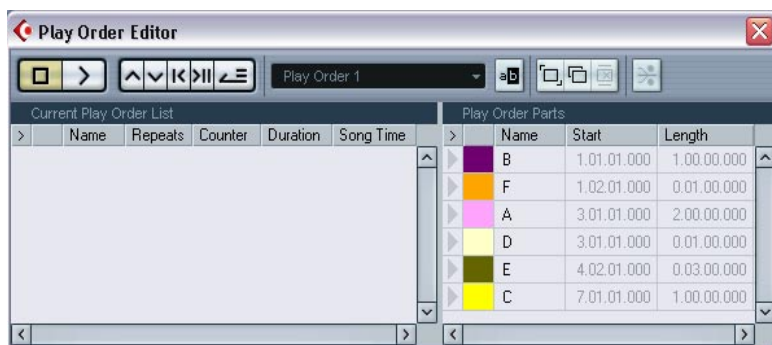 Play Order Editor
Play Order 1
aB
Current Play Order List
> Name Repeats Counter Duration Song Time
Play Order Parts
> Name Start Length
B 1.01.01.000 1.00.00.000
F 1.02.01.000 0.01.00.000
A 3.01.01.000 2.00.00.000
D 3.01.01.000 0.01.00.000
E 4.02.01.000 0.03.00.000
C 7.01.01.000 1.00.00.000